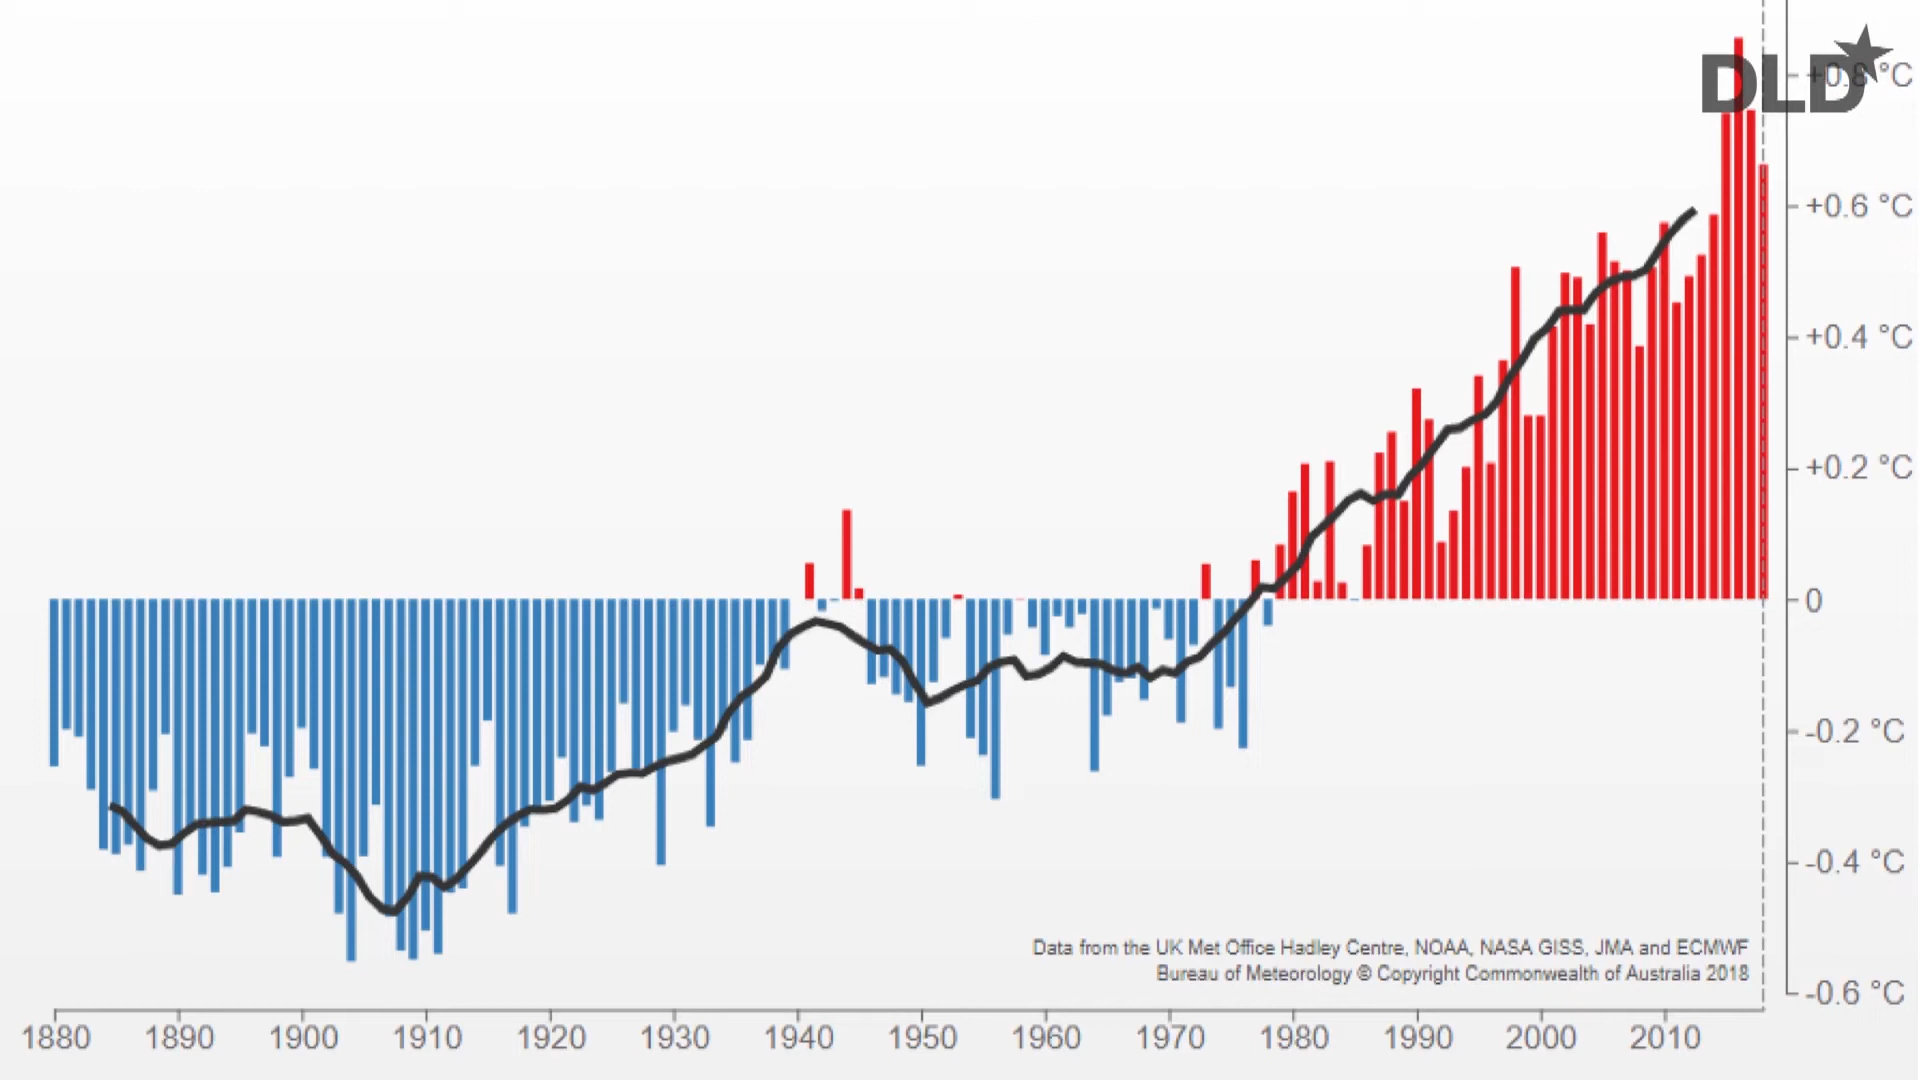 DLD
+0.8 °C
+0.6 °C
+0.4 °C
+0.2 °C
0
-0.2 °C
-0.4 °C
-0.6 °C
Data from the UK Met Office Hadley Centre, NOAA, NASA GISS, JMA and ECMWF
Bureau of Meteorology © Copyright Commonwealth of Australia 2018
1880 1890 1900 1910 1920 1930 1940 1950 1960 1970 1980 1990 2000 2010